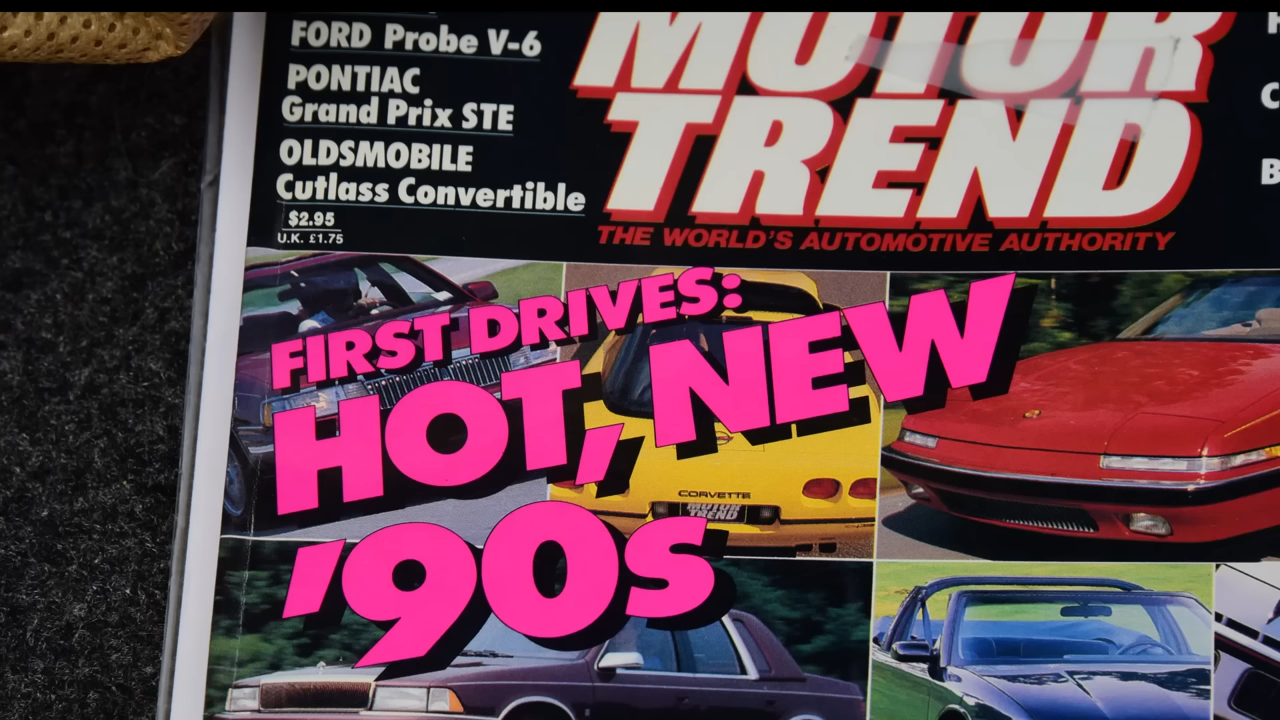 FORD Probe V-6
PONTIAC
Grand Prix STE
OLDSMOBILE
Cutlass Convertible
$2.95
U.K. £1.75
MOTOR
TREND
THE WORLD'S AUTOMOTIVE AUTHORITY
FIRST DRIVES:
HOT, NEW
'90s
CORVETTE
MOTOR
TREND